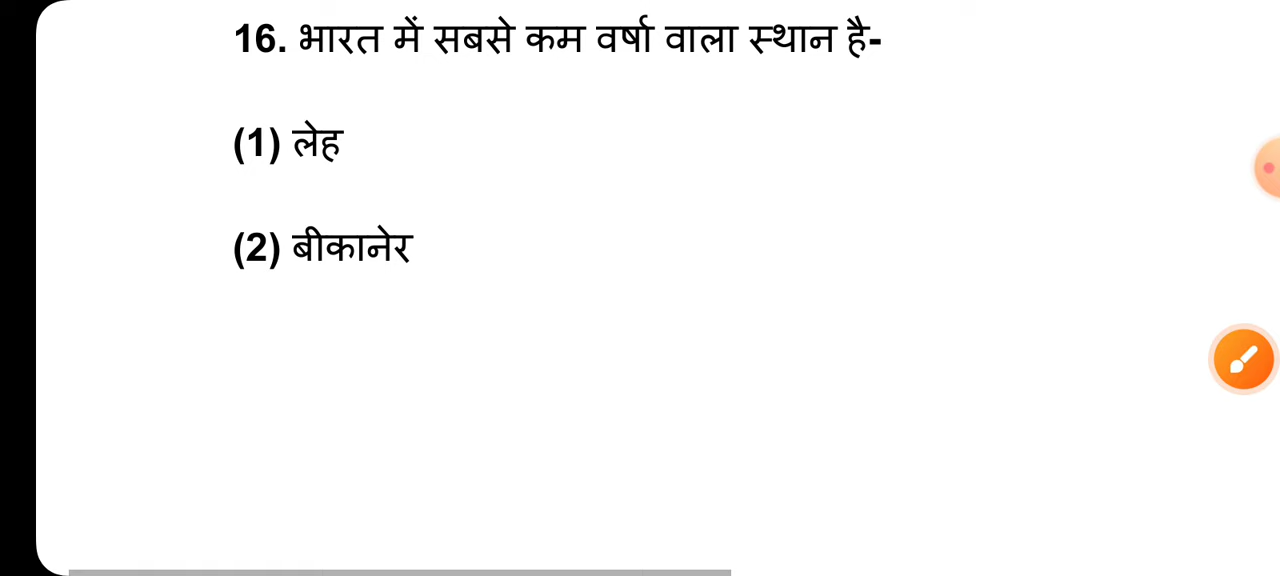 16. भारत में सबसे कम वर्षा वाला स्थान है-
(1) लेह
(2) बीकानेर